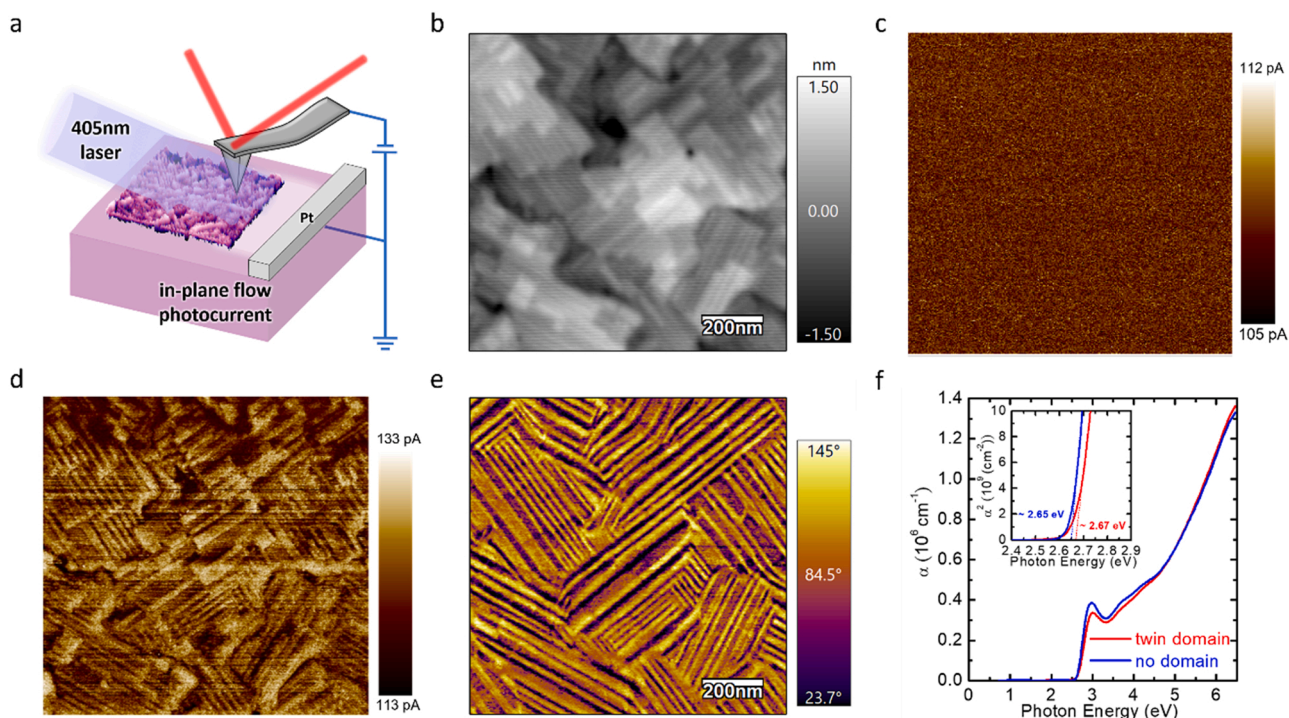 a
405nm
laser
Pt
in-plane flow
photocurrent
b
nm
1.50
0.00
-1.50
200nm
c
112 pA
105 pA
d
133 pA
113 pA
e
145°
84.5°
23.7°
200nm
f
α (10⁶ cm⁻¹)
1.4
1.2
1.0
0.8
0.6
0.4
0.2
0.0
0 1 2 3 4 5 6
Photon Energy (eV)
α² (10⁹ (cm⁻²))
10
8
6
4
2
0
~ 2.65 eV
~ 2.67 eV
2.4 2.5 2.6 2.7 2.8 2.9
Photon Energy (eV)
twin domain
no domain